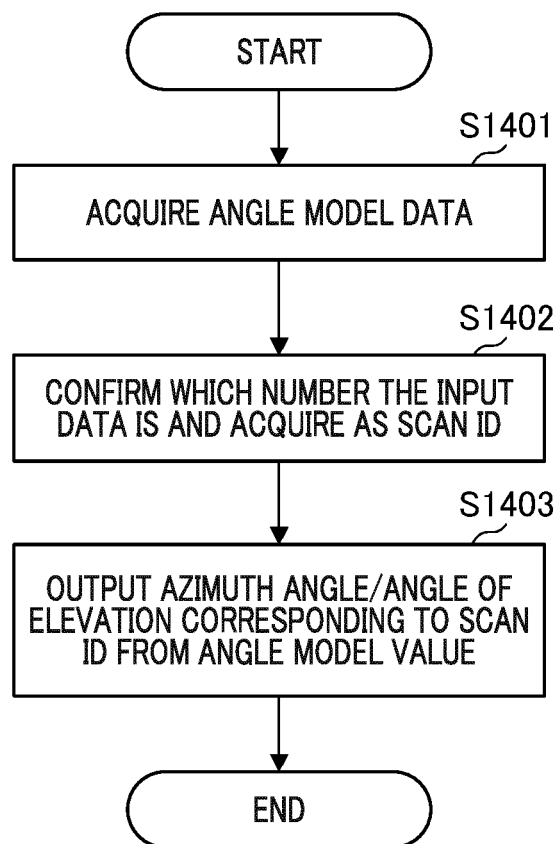 START
S1401
ACQUIRE ANGLE MODEL DATA
S1402
CONFIRM WHICH NUMBER THE INPUT
DATA IS AND ACQUIRE AS SCAN ID
S1403
OUTPUT AZIMUTH ANGLE/ANGLE OF
ELEVATION CORRESPONDING TO SCAN
ID FROM ANGLE MODEL VALUE
END